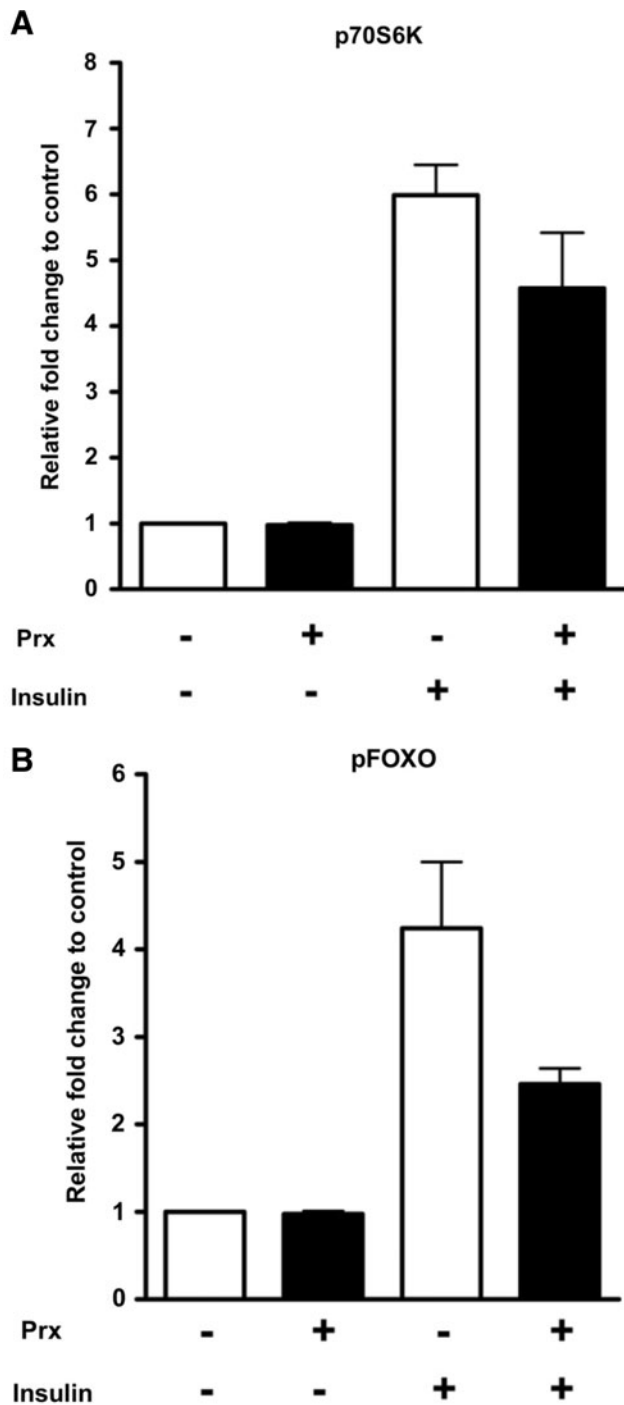 A
p70S6K
Relative fold change to control
8
7
6
5
4
3
2
1
0
Prx - + - +
Insulin - - + +
B
pFOXO
Relative fold change to control
6
5
4
3
2
1
0
Prx - + - +
Insulin - - + +